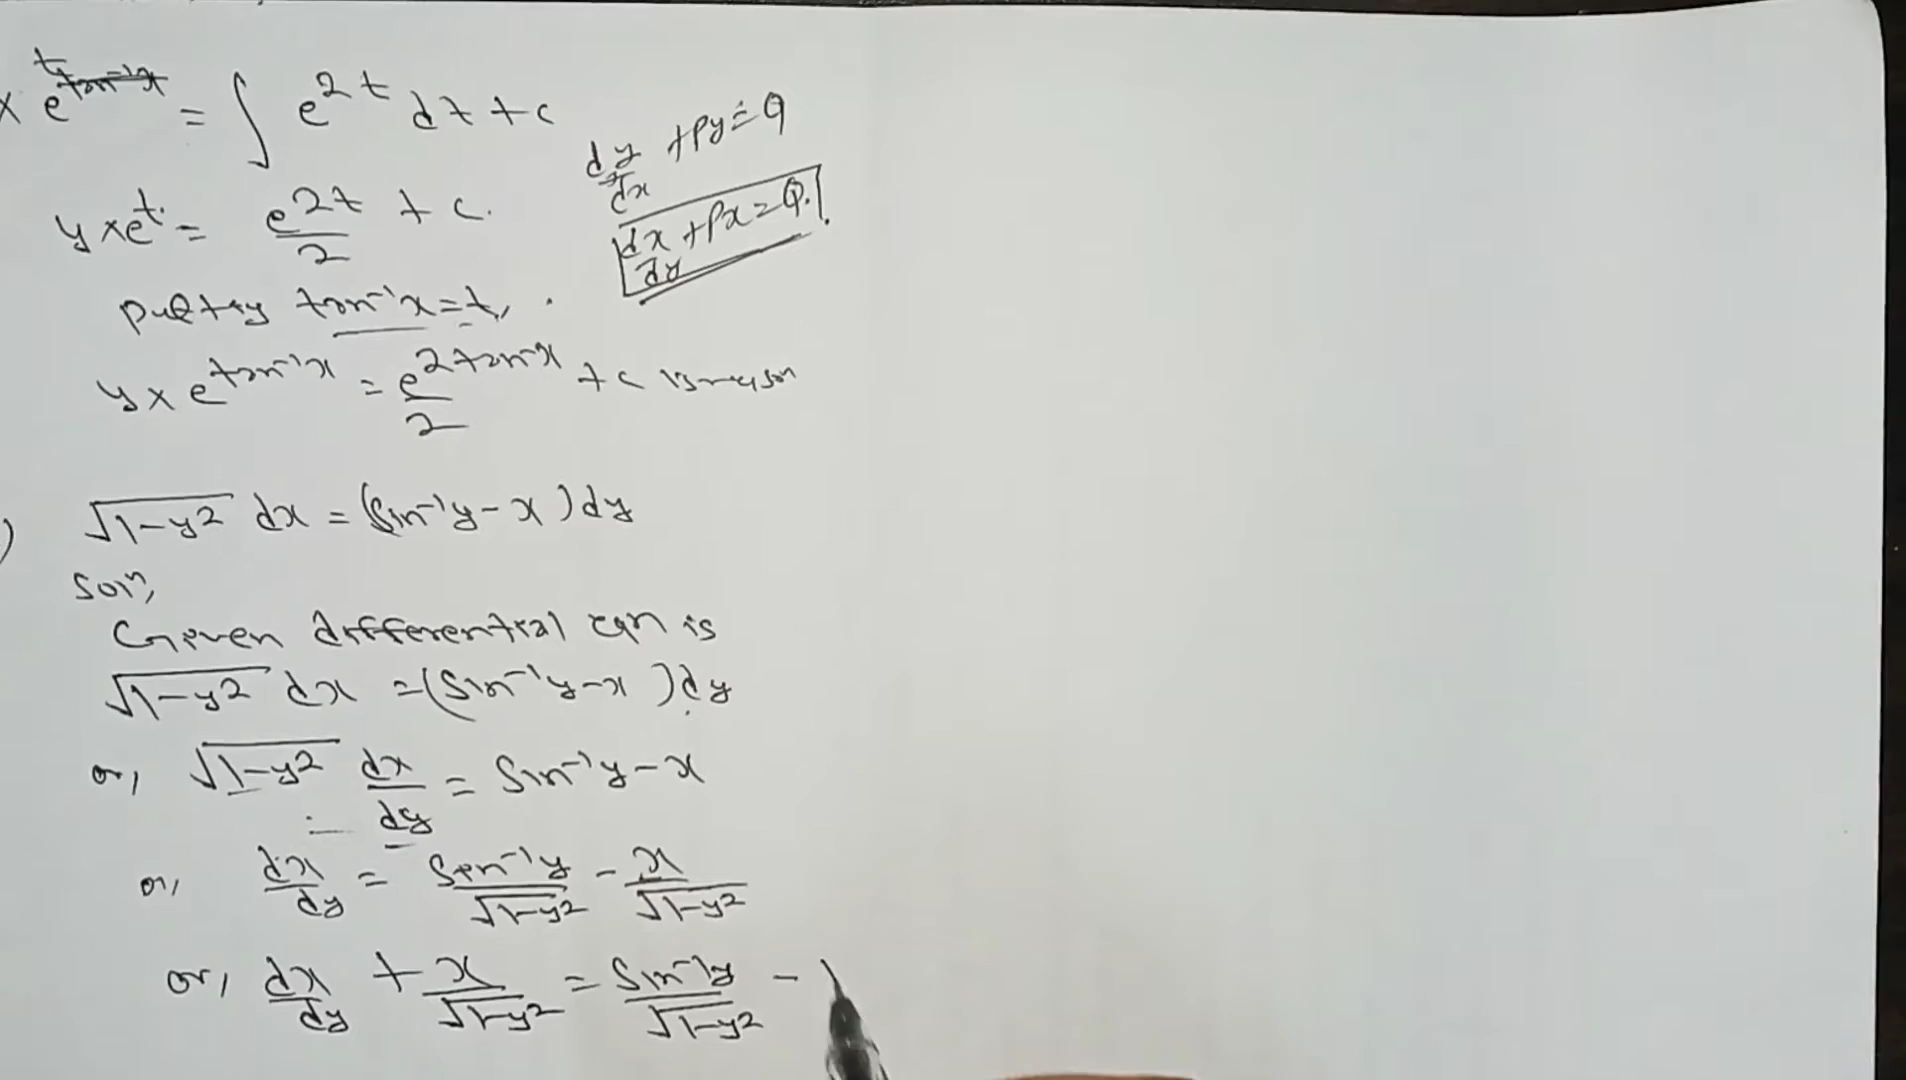 x e^t ~~tan⁻¹x~~ = ∫ e^2t dt + c
dy/dx + Py = Q
y x e^t = e^2t/2 + c.
dx/dy + Px = Q.
tan⁻¹x = t,
y x e^tan⁻¹x = e^2tan⁻x/2 + c
√1-y2 dx = (Sin⁻¹y - x) dy
Soln,
Given differential eqn is
√1-y2 dx = (Sin⁻¹y - x) dy
or, √1-y2 dx/dy = Sin⁻¹y - x
or, dx/dy = Sin⁻¹y/√1-y2 - x/√1-y2
or, dx/dy + x/√1-y2 = Sin⁻¹y/√1-y2 -